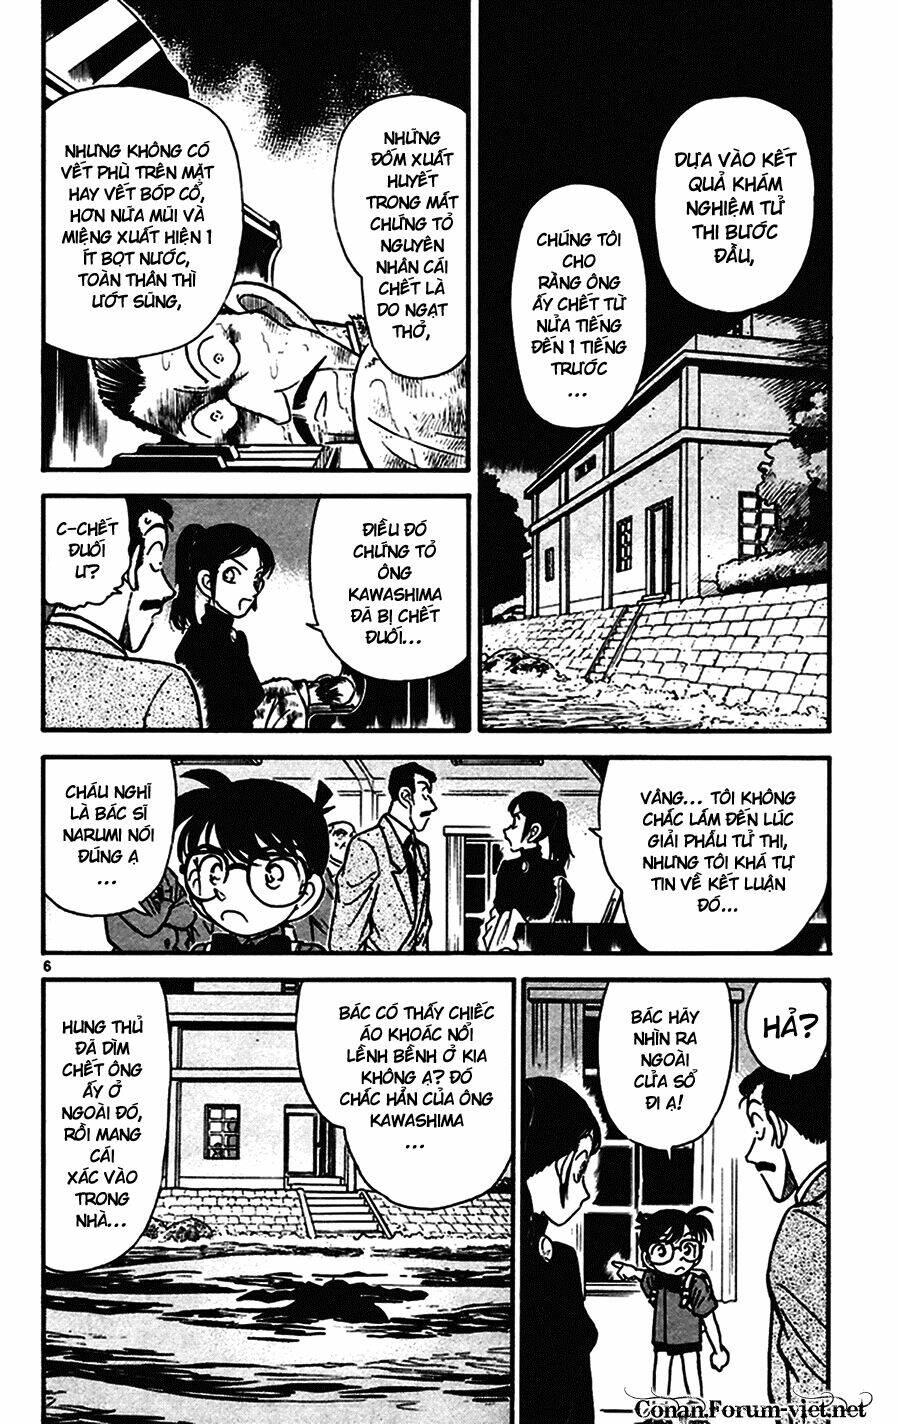 DỰA VÀO KẾT
QUẢ KHÁM
NGHIỆM TỬ
THI BƯỚC
ĐẦU,
CHÚNG TÔI
CHO
RẰNG ÔNG
ẤY CHẾT TỪ
NỬA TIẾNG
ĐẾN 1 TIẾNG
TRƯỚC
...
NHỮNG
ĐỐM XUẤT
HUYẾT
TRONG MẮT
CHỨNG TỎ
NGUYÊN
NHÂN CÁI
CHẾT LÀ
DO NGẠT
THỞ,
NHƯNG KHÔNG CÓ
VẾT PHÙ TRÊN MẶT
HAY VẾT BÓP CỔ,
HƠN NỮA MŨI VÀ
MIỆNG XUẤT HIỆN 1
ÍT BỌT NƯỚC,
TOÀN THÂN THÌ
ƯỚT SŨNG,
ĐIỀU ĐÓ
CHỨNG TỎ
ÔNG
KAWASHIMA
ĐÃ BỊ CHẾT
ĐUỐI...
C-CHẾT
ĐUỐI
Ư?
VÂNG... TÔI KHÔNG
CHẮC LẮM ĐẾN LÚC
GIẢI PHẪU TỬ THI,
NHƯNG TÔI KHÁ TỰ
TIN VỀ KẾT LUẬN
ĐÓ...
CHÁU NGHĨ
LÀ BÁC SĨ
NARUMI NÓI
ĐÚNG Ạ
...
6
HẢ?
BÁC HÃY
NHÌN RA
NGOÀI
CỬA SỔ
ĐI Ạ!
BÁC CÓ THẤY CHIẾC
ÁO KHOÁC NỔI
LỀNH BỀNH Ở KIA
KHÔNG Ạ? ĐÓ
CHẮC HẲN CỦA ÔNG
KAWASHIMA
...
HUNG THỦ
ĐÃ DÌM
CHẾT ÔNG
ẤY Ở
NGOÀI ĐÓ,
RỒI MANG
CÁI
XÁC VÀO
TRONG
NHÀ...
Conan.Forum-viet.net